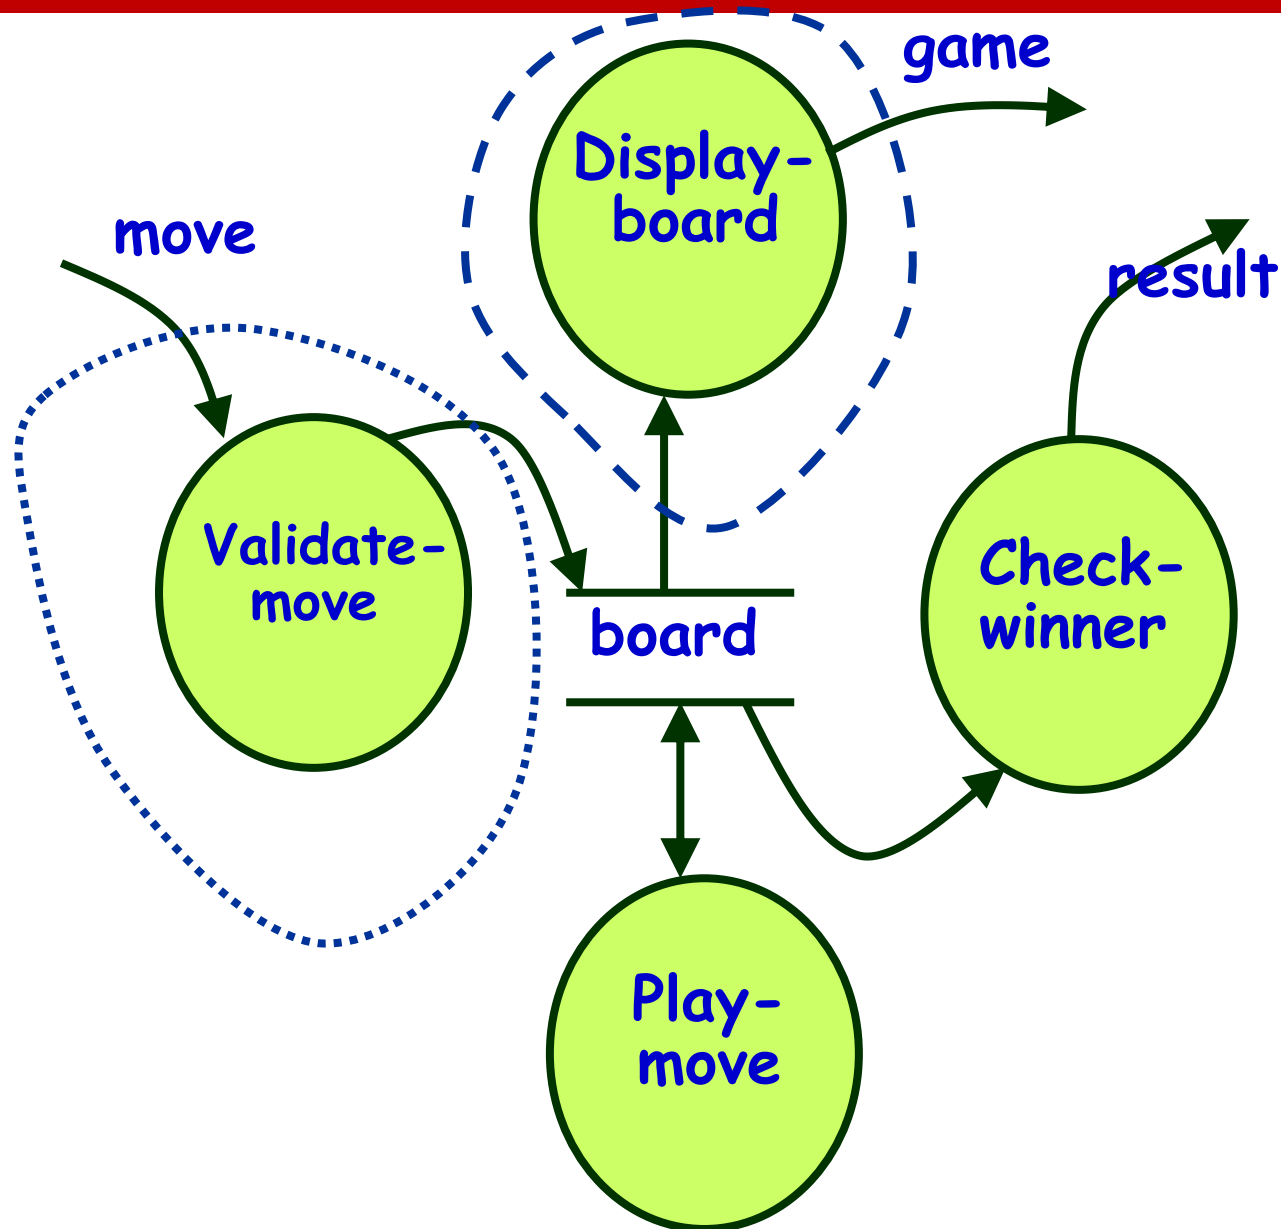 game
Display-
board
move
result
Validate-
move
Check-
winner
board
Play-
move